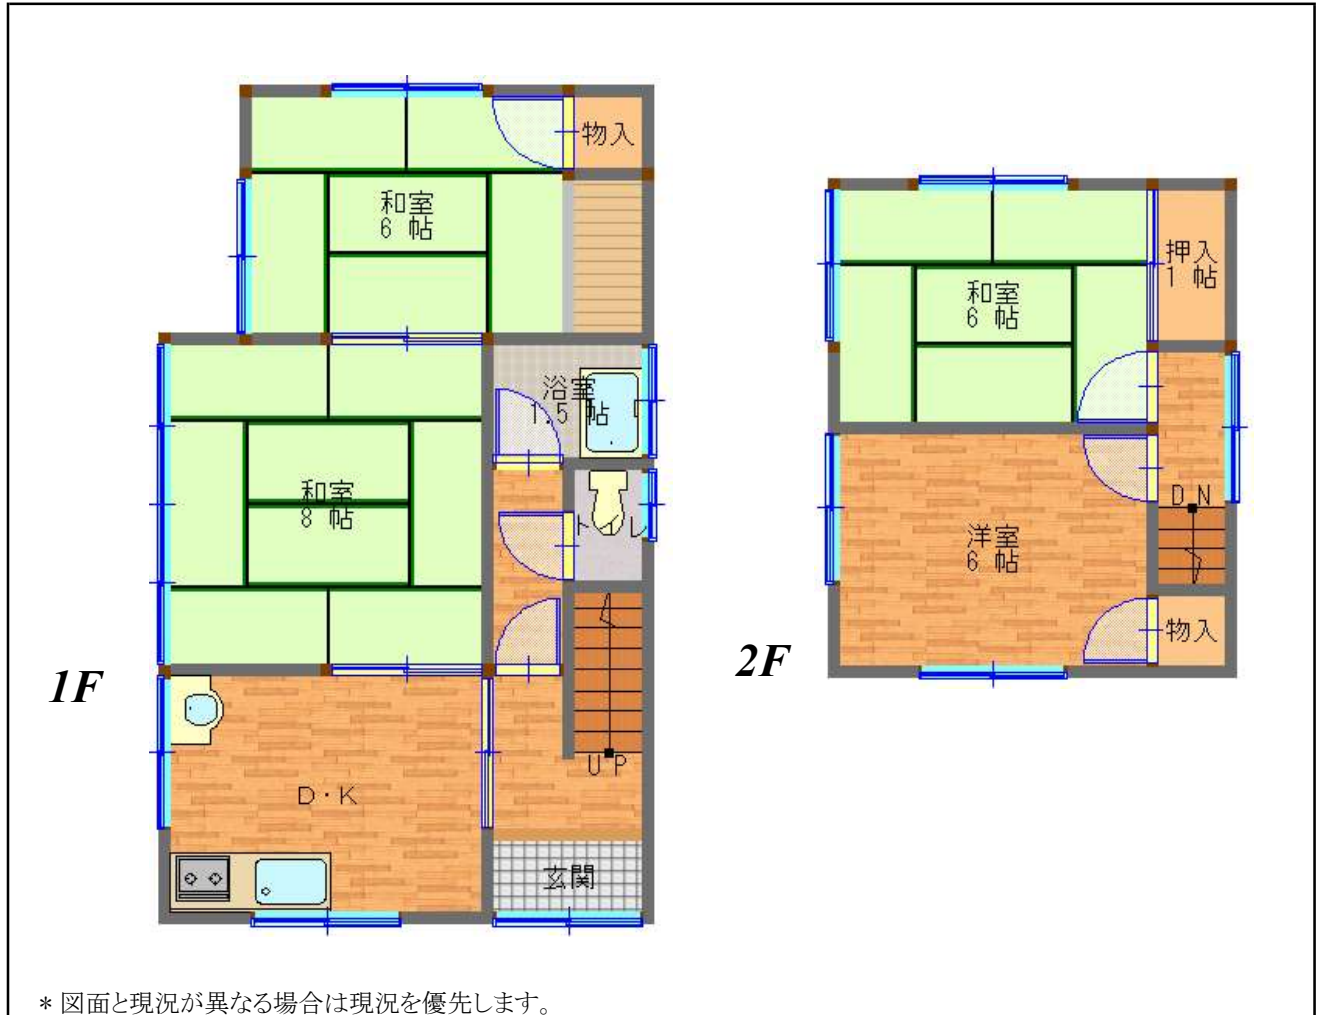 物入
和室
6 帖
浴室
1.5 帖
和室
8 帖
トイレ
1F
UP
D・K
玄関
押入
1 帖
和室
6 帖
DN
洋室
6 帖
物入
2F
* 図面と現況が異なる場合は現況を優先します。